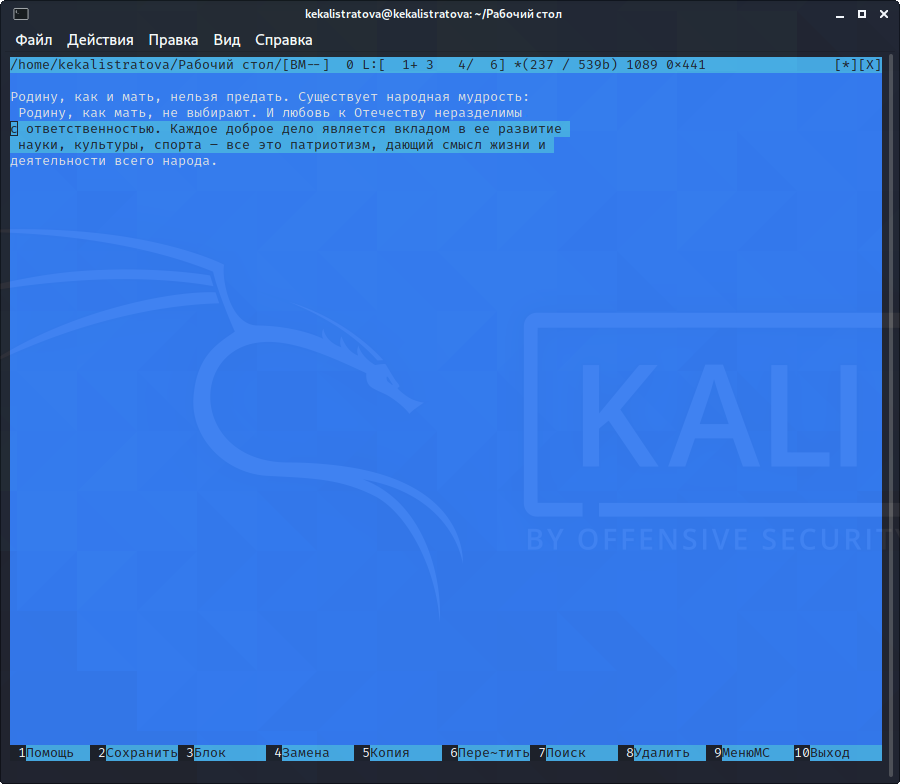 kekalistratova@kekalistratova: ~/Рабочий стол
Файл Действия Правка Вид Справка
/home/kekalistratova/Рабочий стол/[BM--]  0 L:[  1+ 3   4/  6] *(237 / 539b) 1089 0x441 [*][X]
Родину, как и мать, нельзя предать. Существует народная мудрость:
Родину, как мать, не выбирают. И любовь к Отечеству неразделимы
с ответственностью. Каждое доброе дело является вкладом в ее развитие
науки, культуры, спорта — все это патриотизм, дающий смысл жизни и
деятельности всего народа.
KALI
BY OFFENSIVE SECURIT
1Помощь 2Сохранить 3Блок 4Замена 5Копия 6Пере~тить 7Поиск 8Удалить 9МенюMC 10Выход